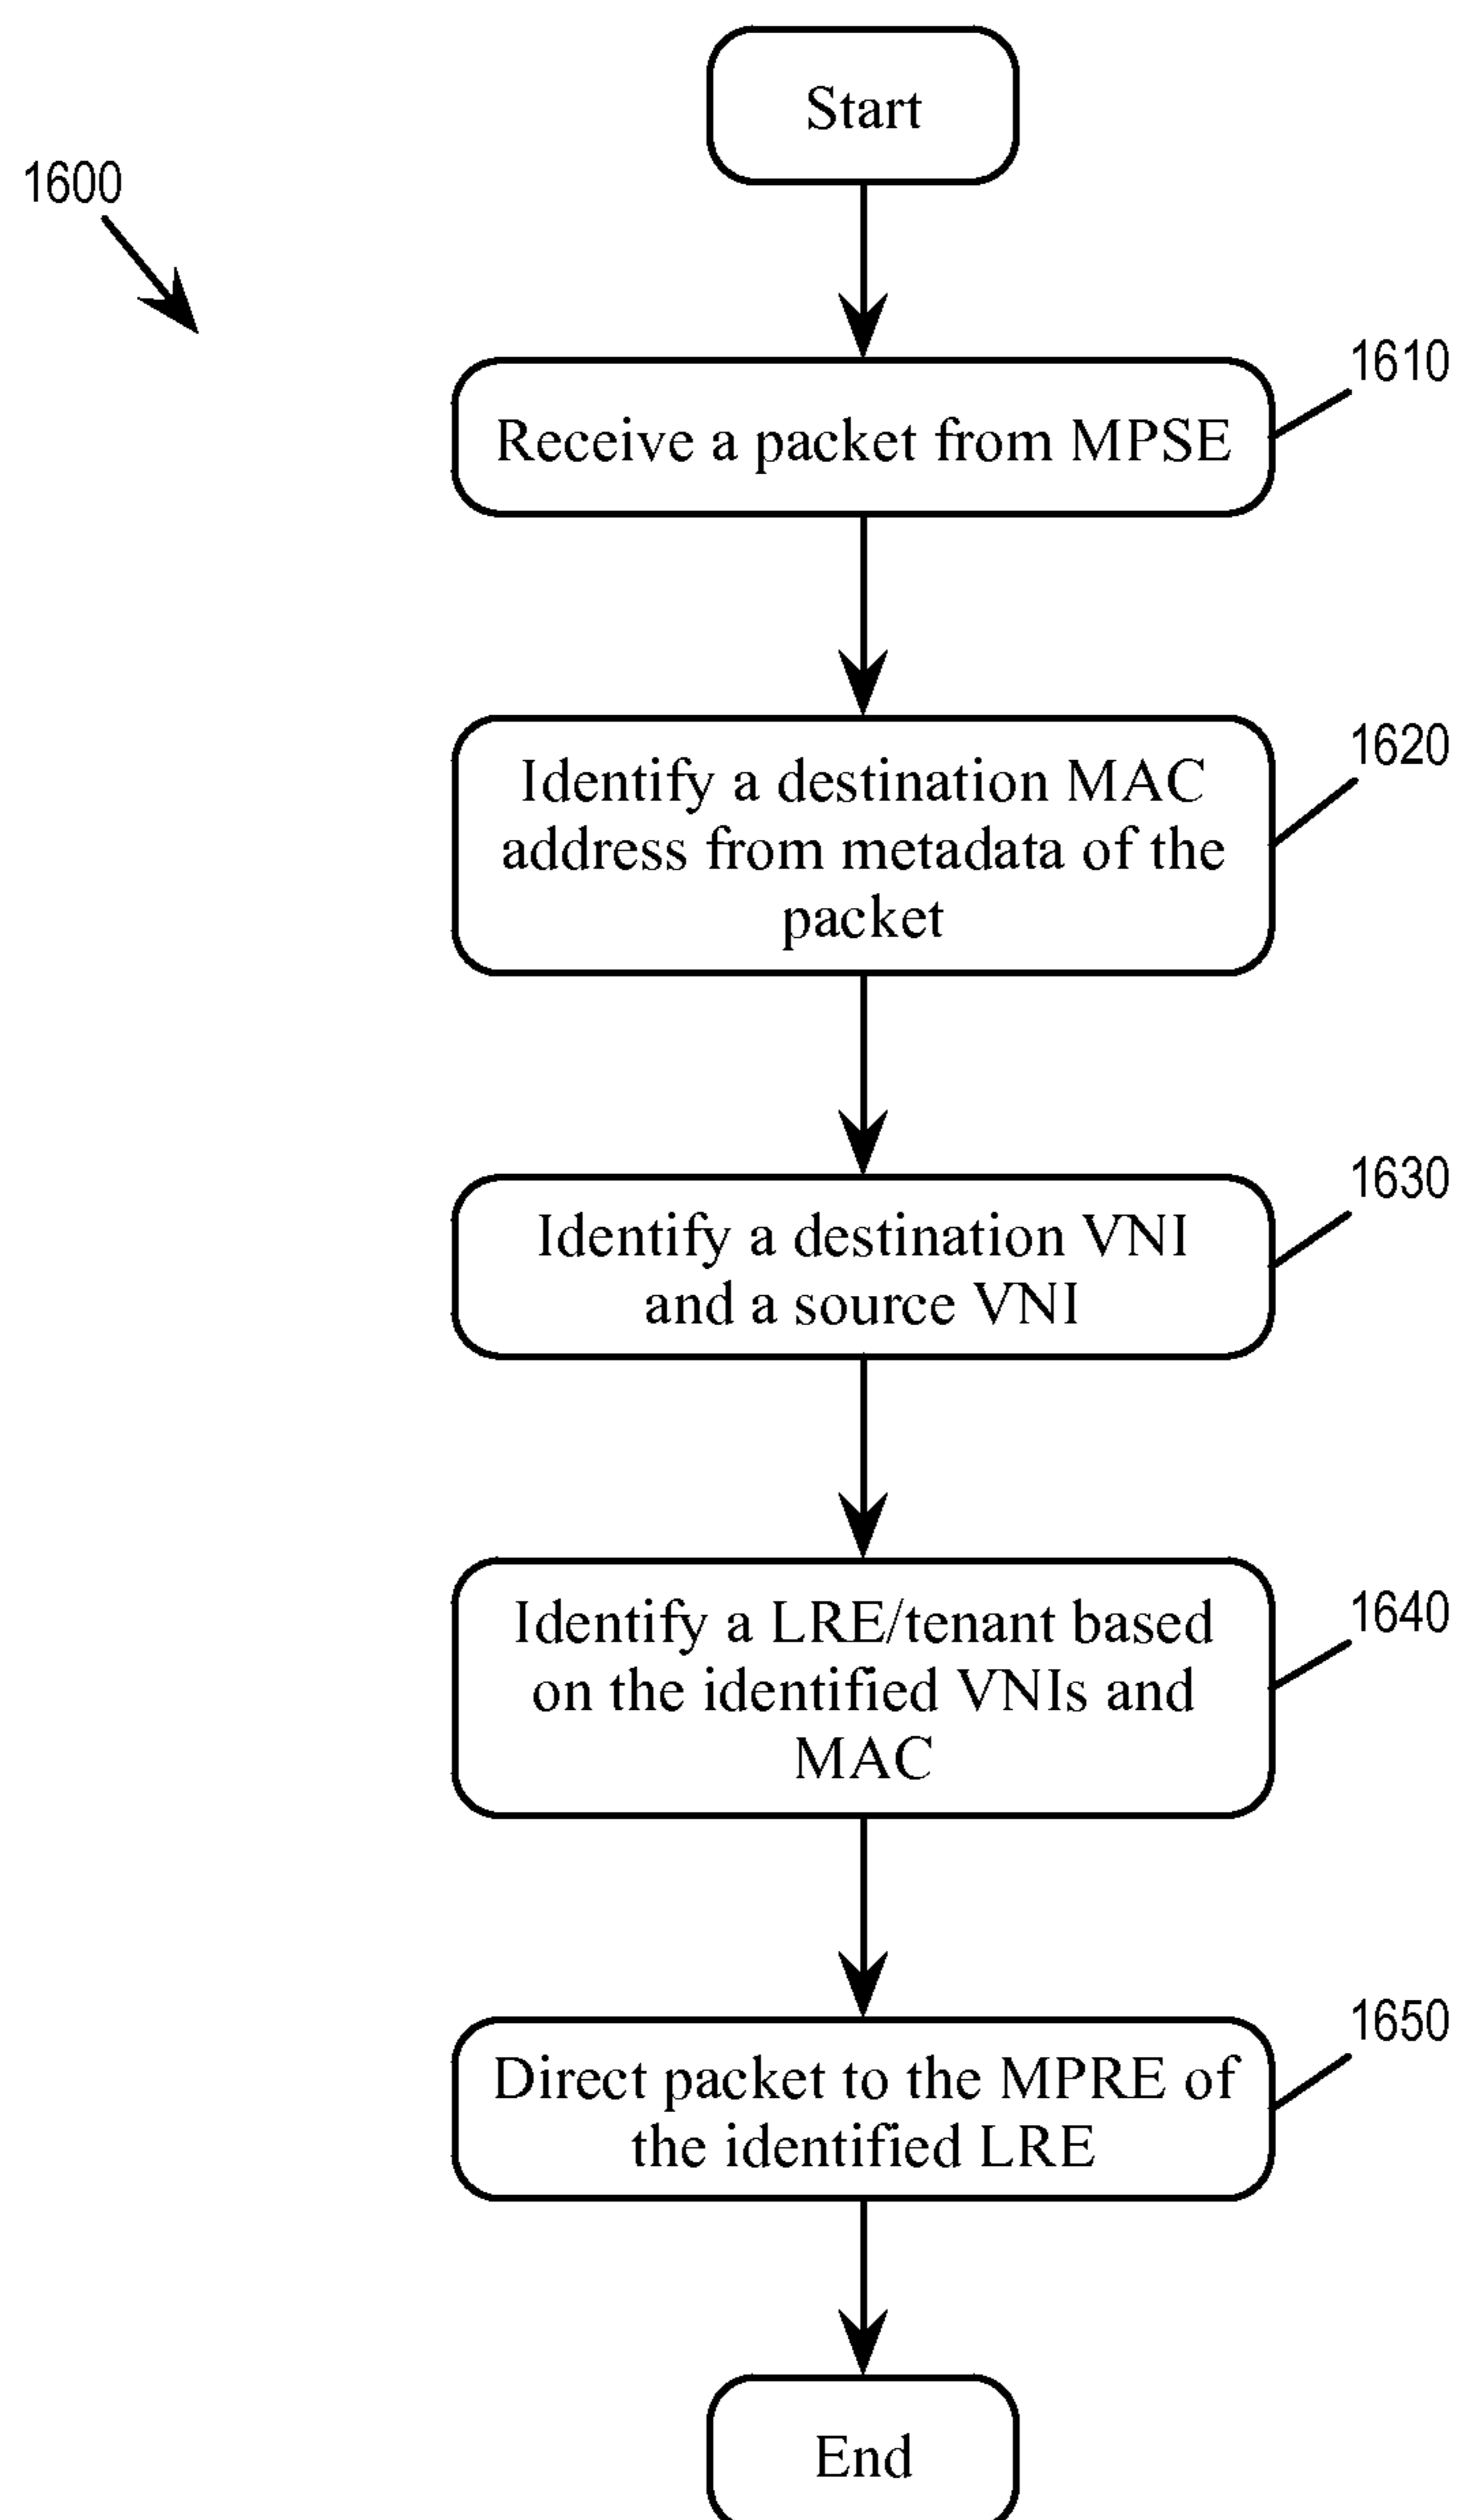 Start
1600
1610
Receive a packet from MPSE
1620
Identify a destination MAC
address from metadata of the
packet
1630
Identify a destination VNI
and a source VNI
1640
Identify a LRE/tenant based
on the identified VNIs and
MAC
1650
Direct packet to the MPRE of
the identified LRE
End